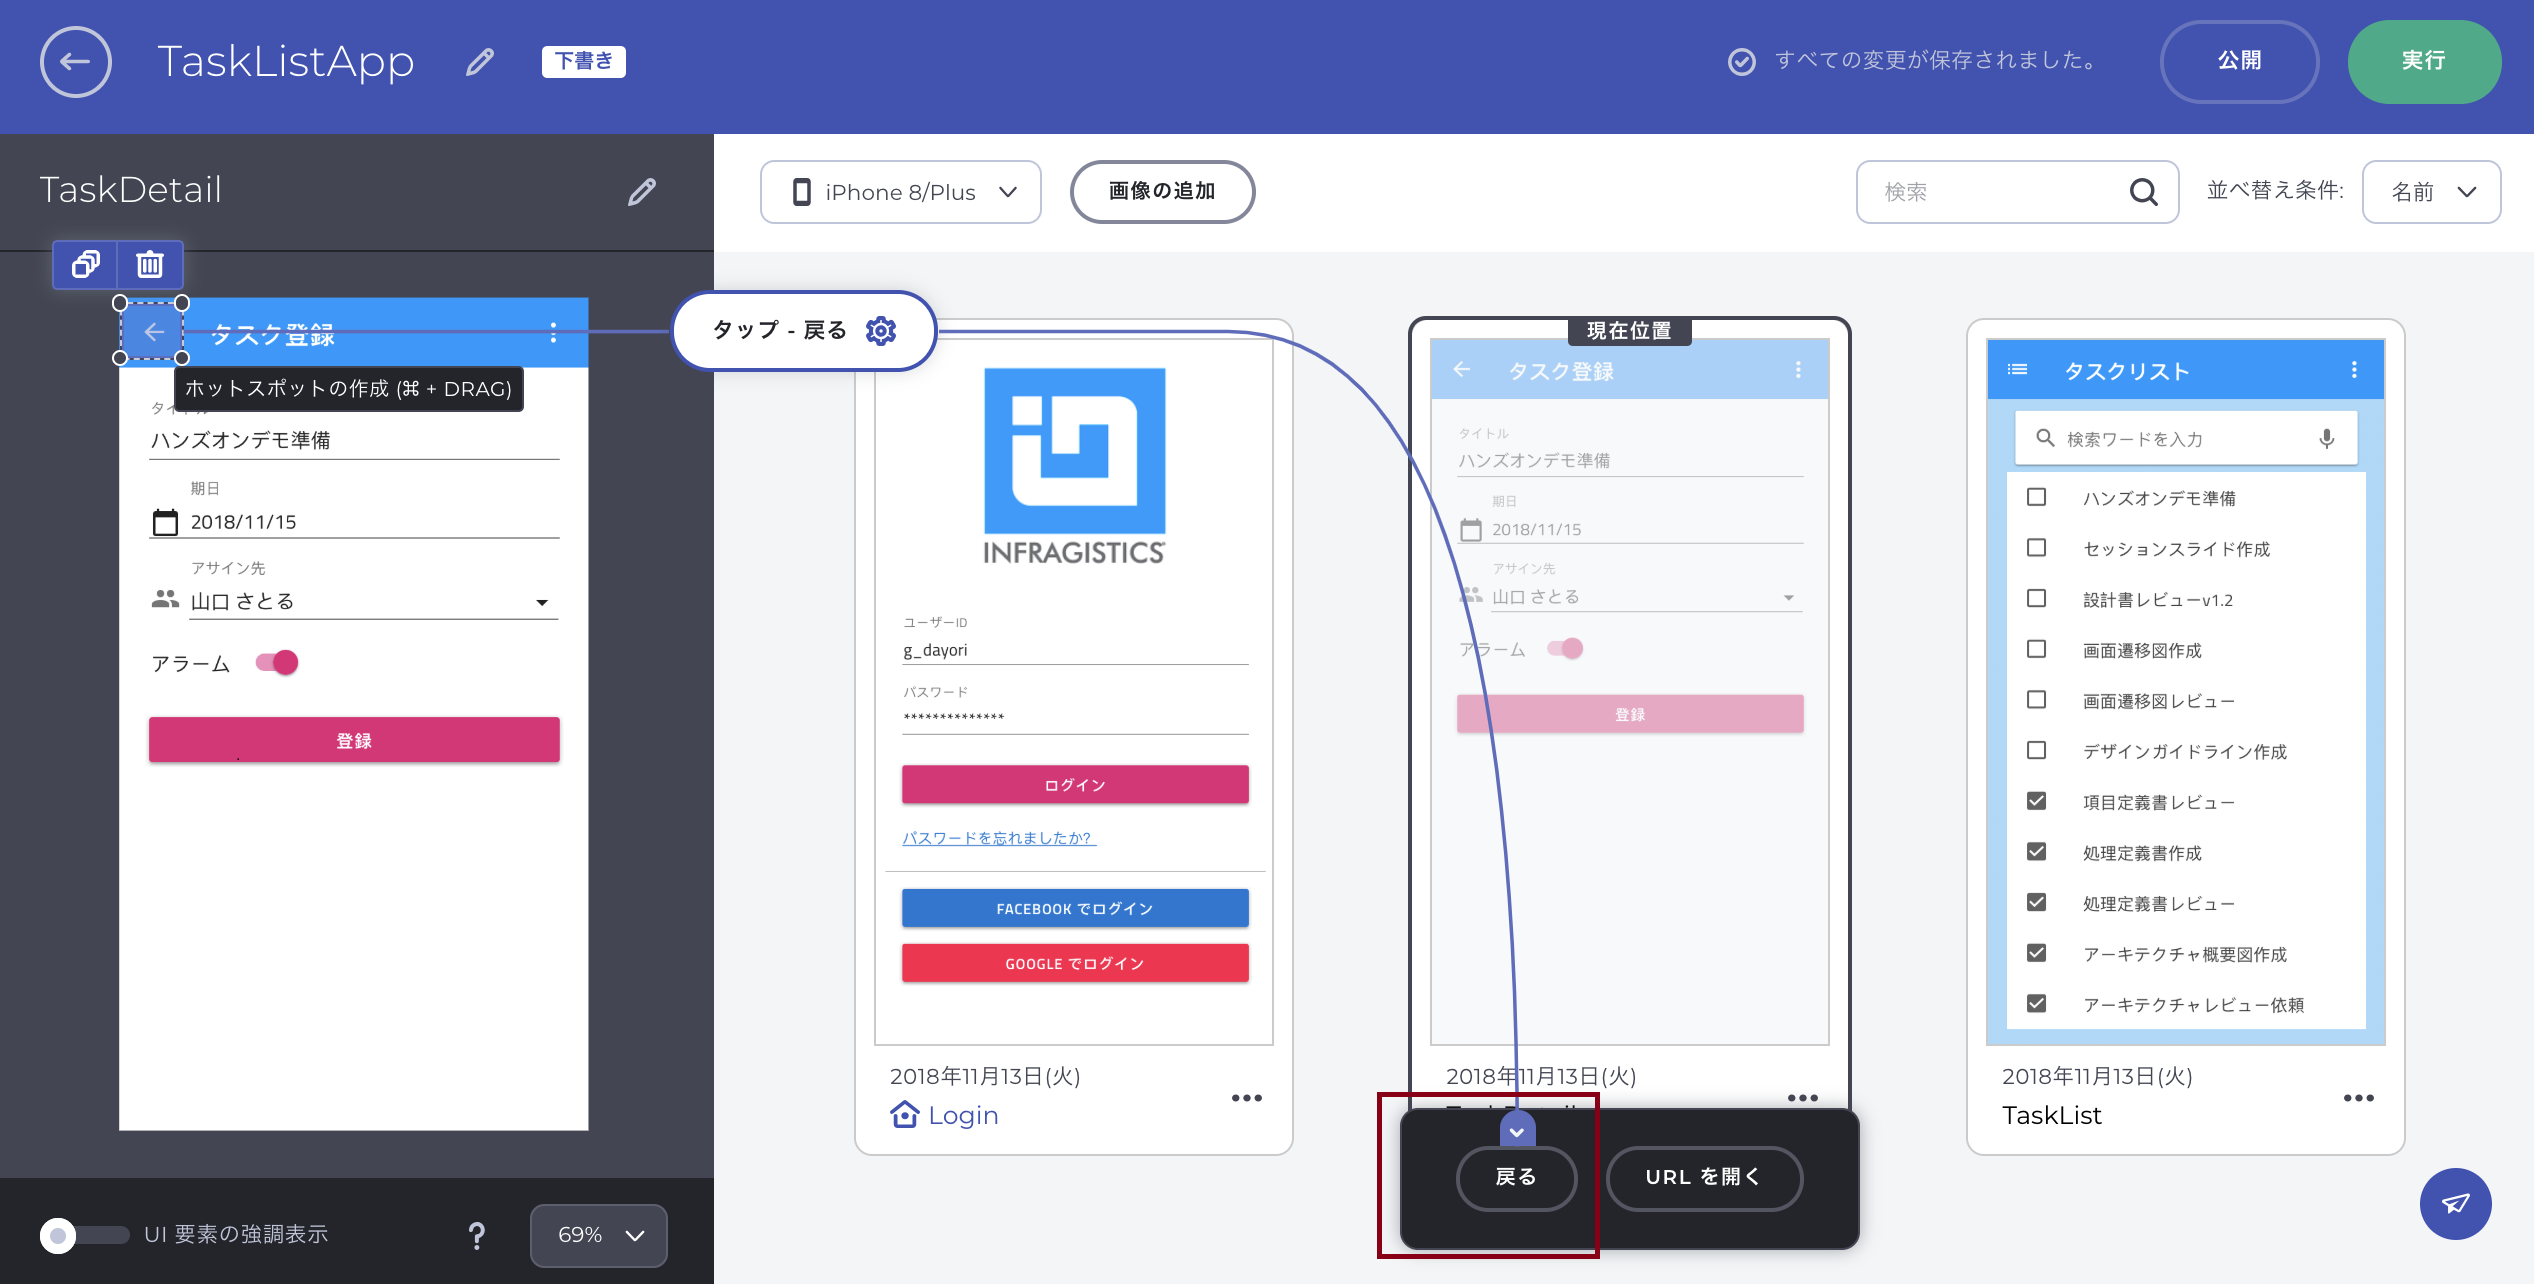 TaskListApp
下書き
すべての変更が保存されました。
公開
実行
TaskDetail
iPhone 8/Plus
画像の追加
検索
並べ替え条件:
名前
タスク登録
ホットスポットの作成 (⌘ + DRAG)
ハンズオンデモ準備
期日
2018/11/15
アサイン先
山口 さとる
アラーム
登録
UI 要素の強調表示
?
69%
タップ - 戻る
INFRAGISTICS
ユーザーID
g_dayori
パスワード
**************
ログイン
パスワードを忘れましたか?
FACEBOOK でログイン
GOOGLE でログイン
2018年11月13日(火)
Login
現在位置
タスク登録
タイトル
ハンズオンデモ準備
期日
2018/11/15
アサイン先
山口 さとる
アラーム
登録
2018年11月13日(火)
戻る
URL を開く
タスクリスト
検索ワードを入力
ハンズオンデモ準備
セッションスライド作成
設計書レビューv1.2
画面遷移図作成
画面遷移図レビュー
デザインガイドライン作成
項目定義書レビュー
処理定義書作成
処理定義書レビュー
アーキテクチャ概要図作成
アーキテクチャレビュー依頼
2018年11月13日(火)
TaskList